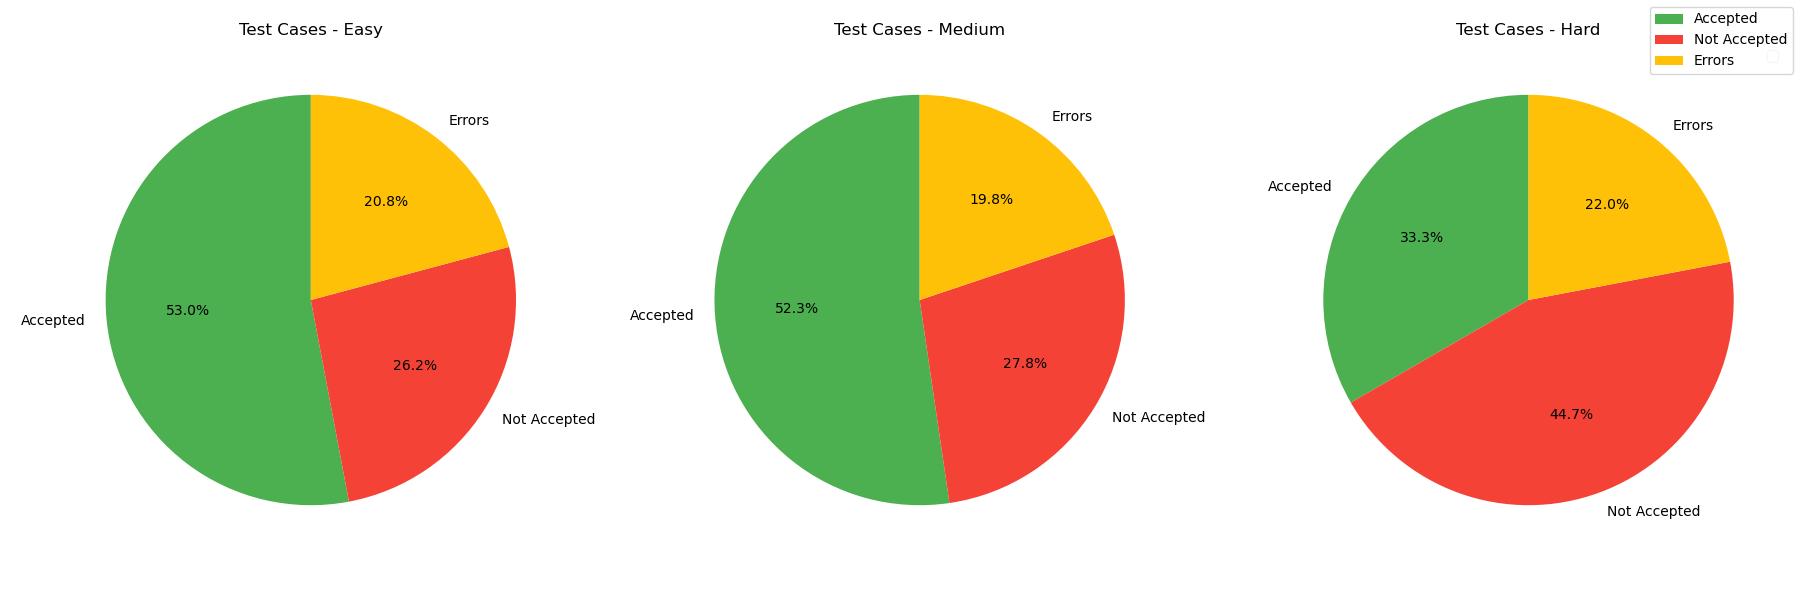 Test Cases - Easy
Errors
20.8%
Accepted
53.0%
26.2%
Not Accepted
Test Cases - Medium
Errors
19.8%
Accepted
52.3%
27.8%
Not Accepted
Test Cases - Hard
Errors
Accepted
22.0%
33.3%
44.7%
Not Accepted
Accepted
Not Accepted
Errors